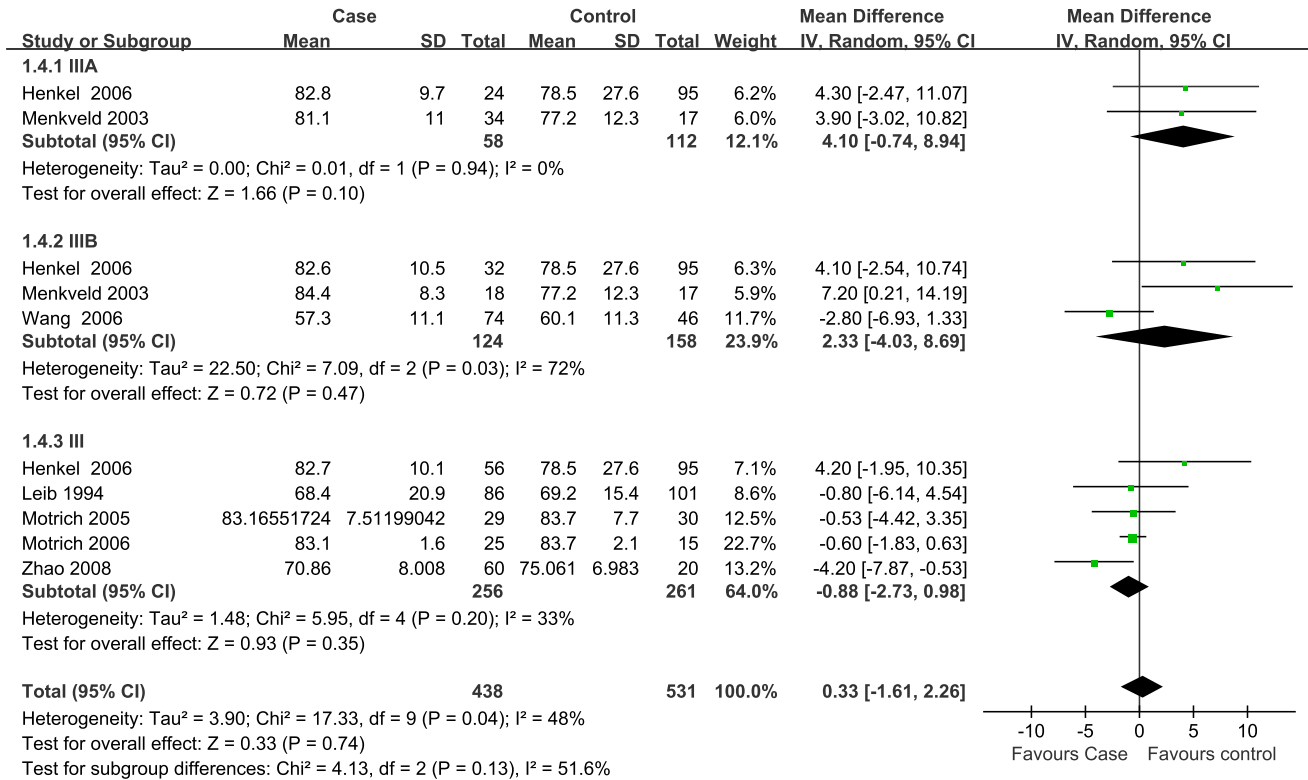 Case Control Mean Difference Mean Difference
Study or Subgroup Mean SD Total Mean SD Total Weight IV, Random, 95% CI IV, Random, 95% CI
1.4.1 IIIA
Henkel 2006 82.8 9.7 24 78.5 27.6 95 6.2% 4.30 [-2.47, 11.07]
Menkveld 2003 81.1 11 34 77.2 12.3 17 6.0% 3.90 [-3.02, 10.82]
Subtotal (95% CI) 58 112 12.1% 4.10 [-0.74, 8.94]
Heterogeneity: Tau² = 0.00; Chi² = 0.01, df = 1 (P = 0.94); I² = 0%
Test for overall effect: Z = 1.66 (P = 0.10)
1.4.2 IIIB
Henkel 2006 82.6 10.5 32 78.5 27.6 95 6.3% 4.10 [-2.54, 10.74]
Menkveld 2003 84.4 8.3 18 77.2 12.3 17 5.9% 7.20 [0.21, 14.19]
Wang 2006 57.3 11.1 74 60.1 11.3 46 11.7% -2.80 [-6.93, 1.33]
Subtotal (95% CI) 124 158 23.9% 2.33 [-4.03, 8.69]
Heterogeneity: Tau² = 22.50; Chi² = 7.09, df = 2 (P = 0.03); I² = 72%
Test for overall effect: Z = 0.72 (P = 0.47)
1.4.3 III
Henkel 2006 82.7 10.1 56 78.5 27.6 95 7.1% 4.20 [-1.95, 10.35]
Leib 1994 68.4 20.9 86 69.2 15.4 101 8.6% -0.80 [-6.14, 4.54]
Motrich 2005 83.16551724 7.51199042 29 83.7 7.7 30 12.5% -0.53 [-4.42, 3.35]
Motrich 2006 83.1 1.6 25 83.7 2.1 15 22.7% -0.60 [-1.83, 0.63]
Zhao 2008 70.86 8.008 60 75.061 6.983 20 13.2% -4.20 [-7.87, -0.53]
Subtotal (95% CI) 256 261 64.0% -0.88 [-2.73, 0.98]
Heterogeneity: Tau² = 1.48; Chi² = 5.95, df = 4 (P = 0.20); I² = 33%
Test for overall effect: Z = 0.93 (P = 0.35)
Total (95% CI) 438 531 100.0% 0.33 [-1.61, 2.26]
Heterogeneity: Tau² = 3.90; Chi² = 17.33, df = 9 (P = 0.04); I² = 48%
Test for overall effect: Z = 0.33 (P = 0.74)
Test for subgroup differences: Chi² = 4.13, df = 2 (P = 0.13), I² = 51.6%
-10 -5 0 5 10
Favours Case Favours control